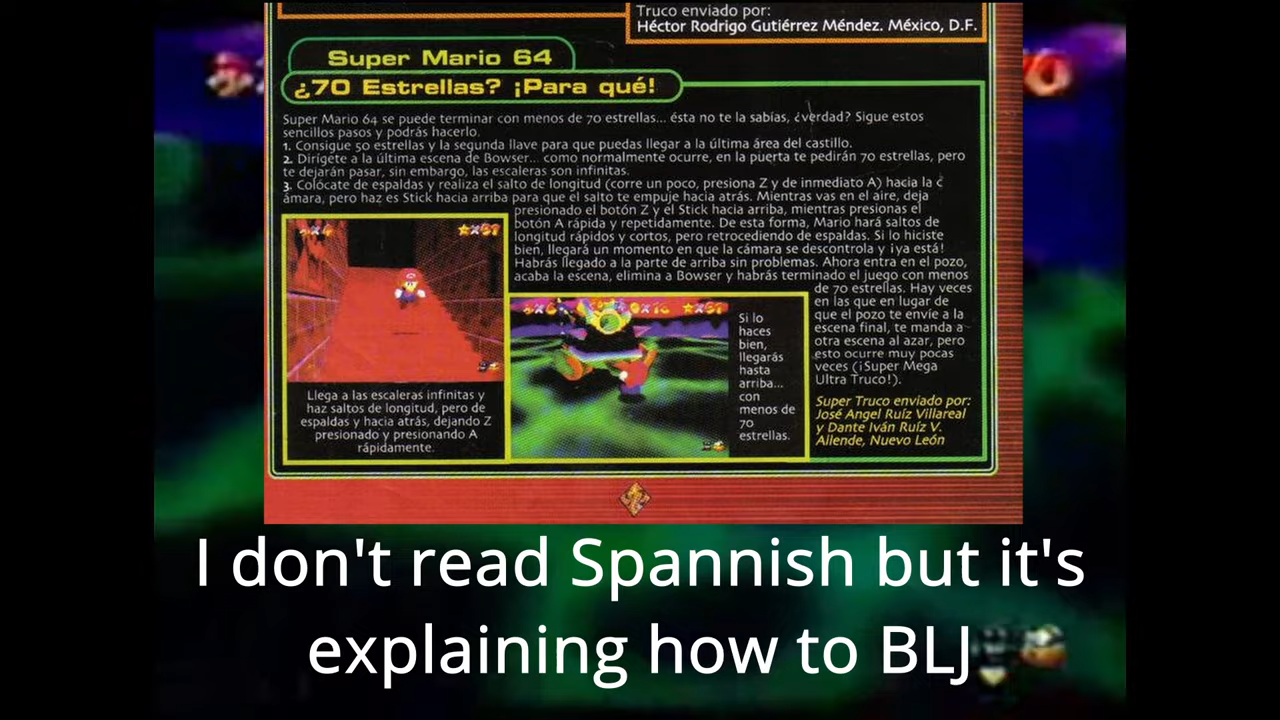 Truco enviado por:
Héctor Rodrigo Gutiérrez Méndez. México, D.F.
Super Mario 64
¿70 Estrellas? ¡Para qué!
Super Mario 64 se puede terminar con menos de 70 estrellas... ésta no te la sabías, ¿verdad? Sigue estos
sencillos pasos y podrás hacerlo.
1. Consigue 50 estrellas y la segunda llave para que puedas llegar a la última área del castillo.
2. Dirígete a la última escena de Bowser... como normalmente ocurre, en la puerta te pedirán 70 estrellas, pero
te dejarán pasar, sin embargo, las escaleras son infinitas.
3. Colócate de espaldas y realiza el salto de longitud (corre un poco, presiona Z y de inmediato A) hacia la c
ámara, pero haz es Stick hacia arriba para que el salto te empuje hacia atrás. Mientras vas en el aire, deja
presionado el botón Z y el Stick hacia arriba, mientras presionas el
botón A rápida y repetidamente. De esta forma, Mario hará saltos de
longitud rápidos y cortos, pero retrocediendo de espaldas. Si lo hiciste
bien, llegará un momento en que la cámara se descontrola y ¡ya está!
Habrás llegado a la parte de arriba sin problemas. Ahora entra en el pozo,
acaba la escena, elimina a Bowser y habrás terminado el juego con menos
de 70 estrellas. Hay veces
en las que en lugar de
que el pozo te envíe a la
escena final, te manda a
otra escena al azar, pero
esto ocurre muy pocas
veces (¡Super Mega
Ultra Truco!).
Super Truco enviado por:
José Angel Ruíz Villareal
y Dante Iván Ruíz V.
Allende, Nuevo León
Llega a las escaleras infinitas y
haz saltos de longitud, pero de
espaldas y hacia atrás, dejando Z
presionado y presionando A
rápidamente.
Si lo
haces
bien,
llegarás
hasta
arriba...
con
menos de
70
estrellas.
I don't read Spannish but it's
explaining how to BLJ